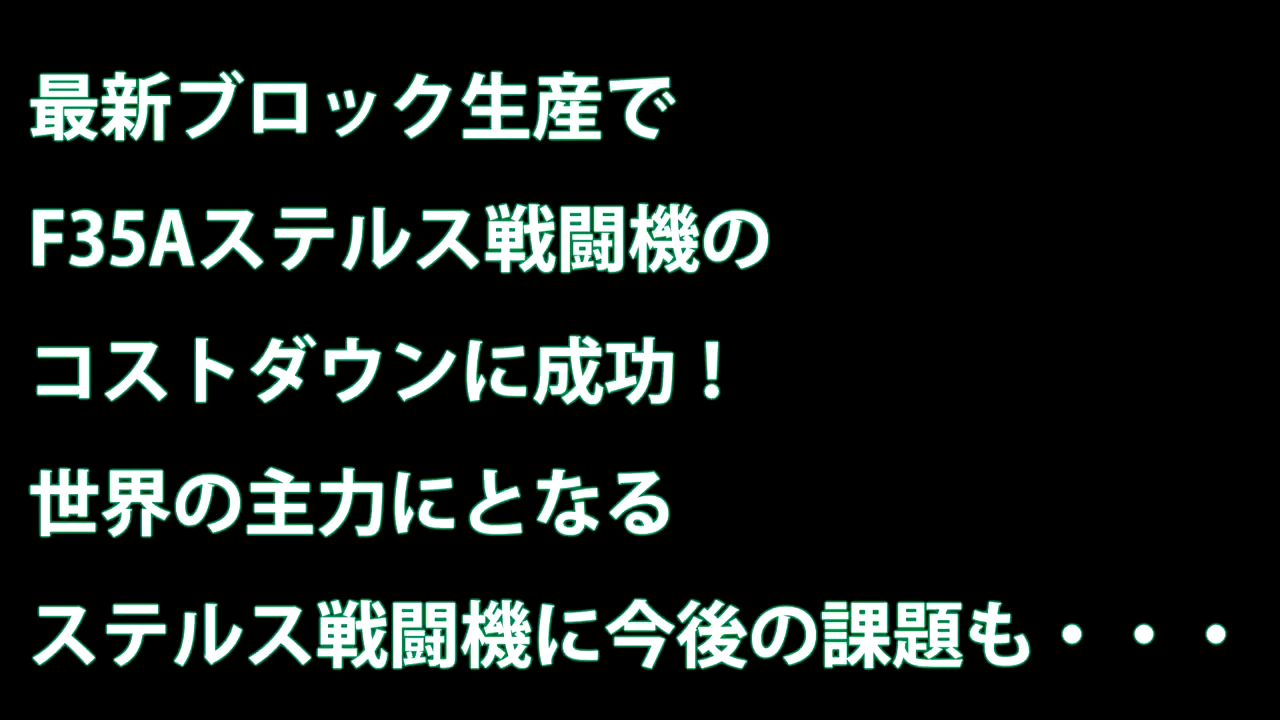 最新ブロック生産で
F35Aステルス戦闘機の
コストダウンに成功！
世界の主力にとなる
ステルス戦闘機に今後の課題も・・・